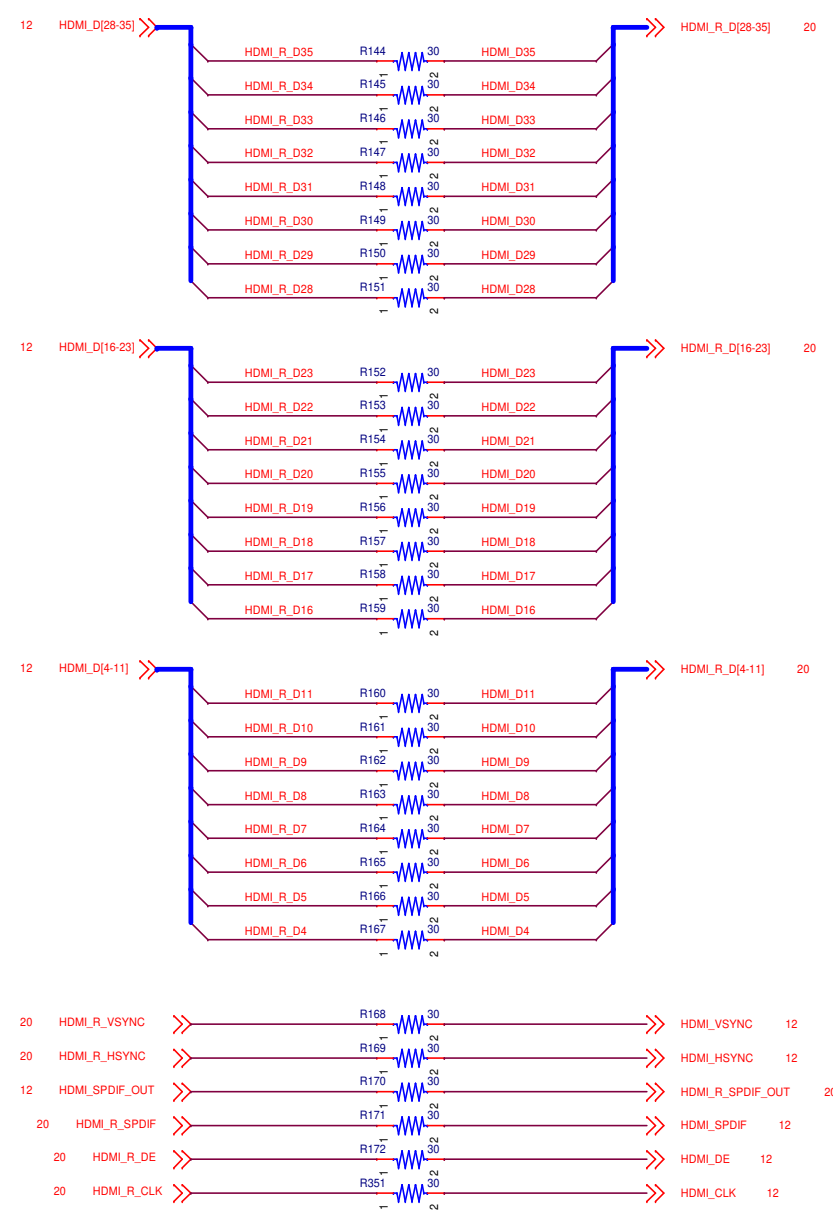 12 HDMI_D[28-35] HDMI_R_D[28-35] 20
HDMI_R_D35 R144 30 HDMI_D35
1 2
HDMI_R_D34 R145 30 HDMI_D34
1 2
HDMI_R_D33 R146 30 HDMI_D33
1 2
HDMI_R_D32 R147 30 HDMI_D32
1 2
HDMI_R_D31 R148 30 HDMI_D31
1 2
HDMI_R_D30 R149 30 HDMI_D30
1 2
HDMI_R_D29 R150 30 HDMI_D29
1 2
HDMI_R_D28 R151 30 HDMI_D28
1 2
12 HDMI_D[16-23] HDMI_R_D[16-23] 20
HDMI_R_D23 R152 30 HDMI_D23
1 2
HDMI_R_D22 R153 30 HDMI_D22
1 2
HDMI_R_D21 R154 30 HDMI_D21
1 2
HDMI_R_D20 R155 30 HDMI_D20
1 2
HDMI_R_D19 R156 30 HDMI_D19
1 2
HDMI_R_D18 R157 30 HDMI_D18
1 2
HDMI_R_D17 R158 30 HDMI_D17
1 2
HDMI_R_D16 R159 30 HDMI_D16
1 2
12 HDMI_D[4-11] HDMI_R_D[4-11] 20
HDMI_R_D11 R160 30 HDMI_D11
1 2
HDMI_R_D10 R161 30 HDMI_D10
1 2
HDMI_R_D9 R162 30 HDMI_D9
1 2
HDMI_R_D8 R163 30 HDMI_D8
1 2
HDMI_R_D7 R164 30 HDMI_D7
1 2
HDMI_R_D6 R165 30 HDMI_D6
1 2
HDMI_R_D5 R166 30 HDMI_D5
1 2
HDMI_R_D4 R167 30 HDMI_D4
1 2
20 HDMI_R_VSYNC R168 30 HDMI_VSYNC 12
1 2
20 HDMI_R_HSYNC R169 30 HDMI_HSYNC 12
1 2
12 HDMI_SPDIF_OUT R170 30 HDMI_R_SPDIF_OUT 20
1 2
20 HDMI_R_SPDIF R171 30 HDMI_SPDIF 12
1 2
20 HDMI_R_DE R172 30 HDMI_DE 12
1 2
20 HDMI_R_CLK R351 30 HDMI_CLK 12
1 2